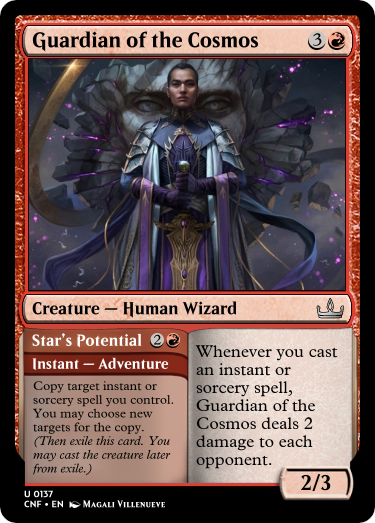 Guardian of the Cosmos 3
Creature — Human Wizard
Star's Potential 2
Instant — Adventure
Copy target instant or
sorcery spell you control.
You may choose new
targets for the copy.
(Then exile this card. You
may cast the creature later
from exile.)
Whenever you cast
an instant or
sorcery spell,
Guardian of the
Cosmos deals 2
damage to each
opponent.
2/3
U 0137
CNF • EN MAGALI VILLENEUVE